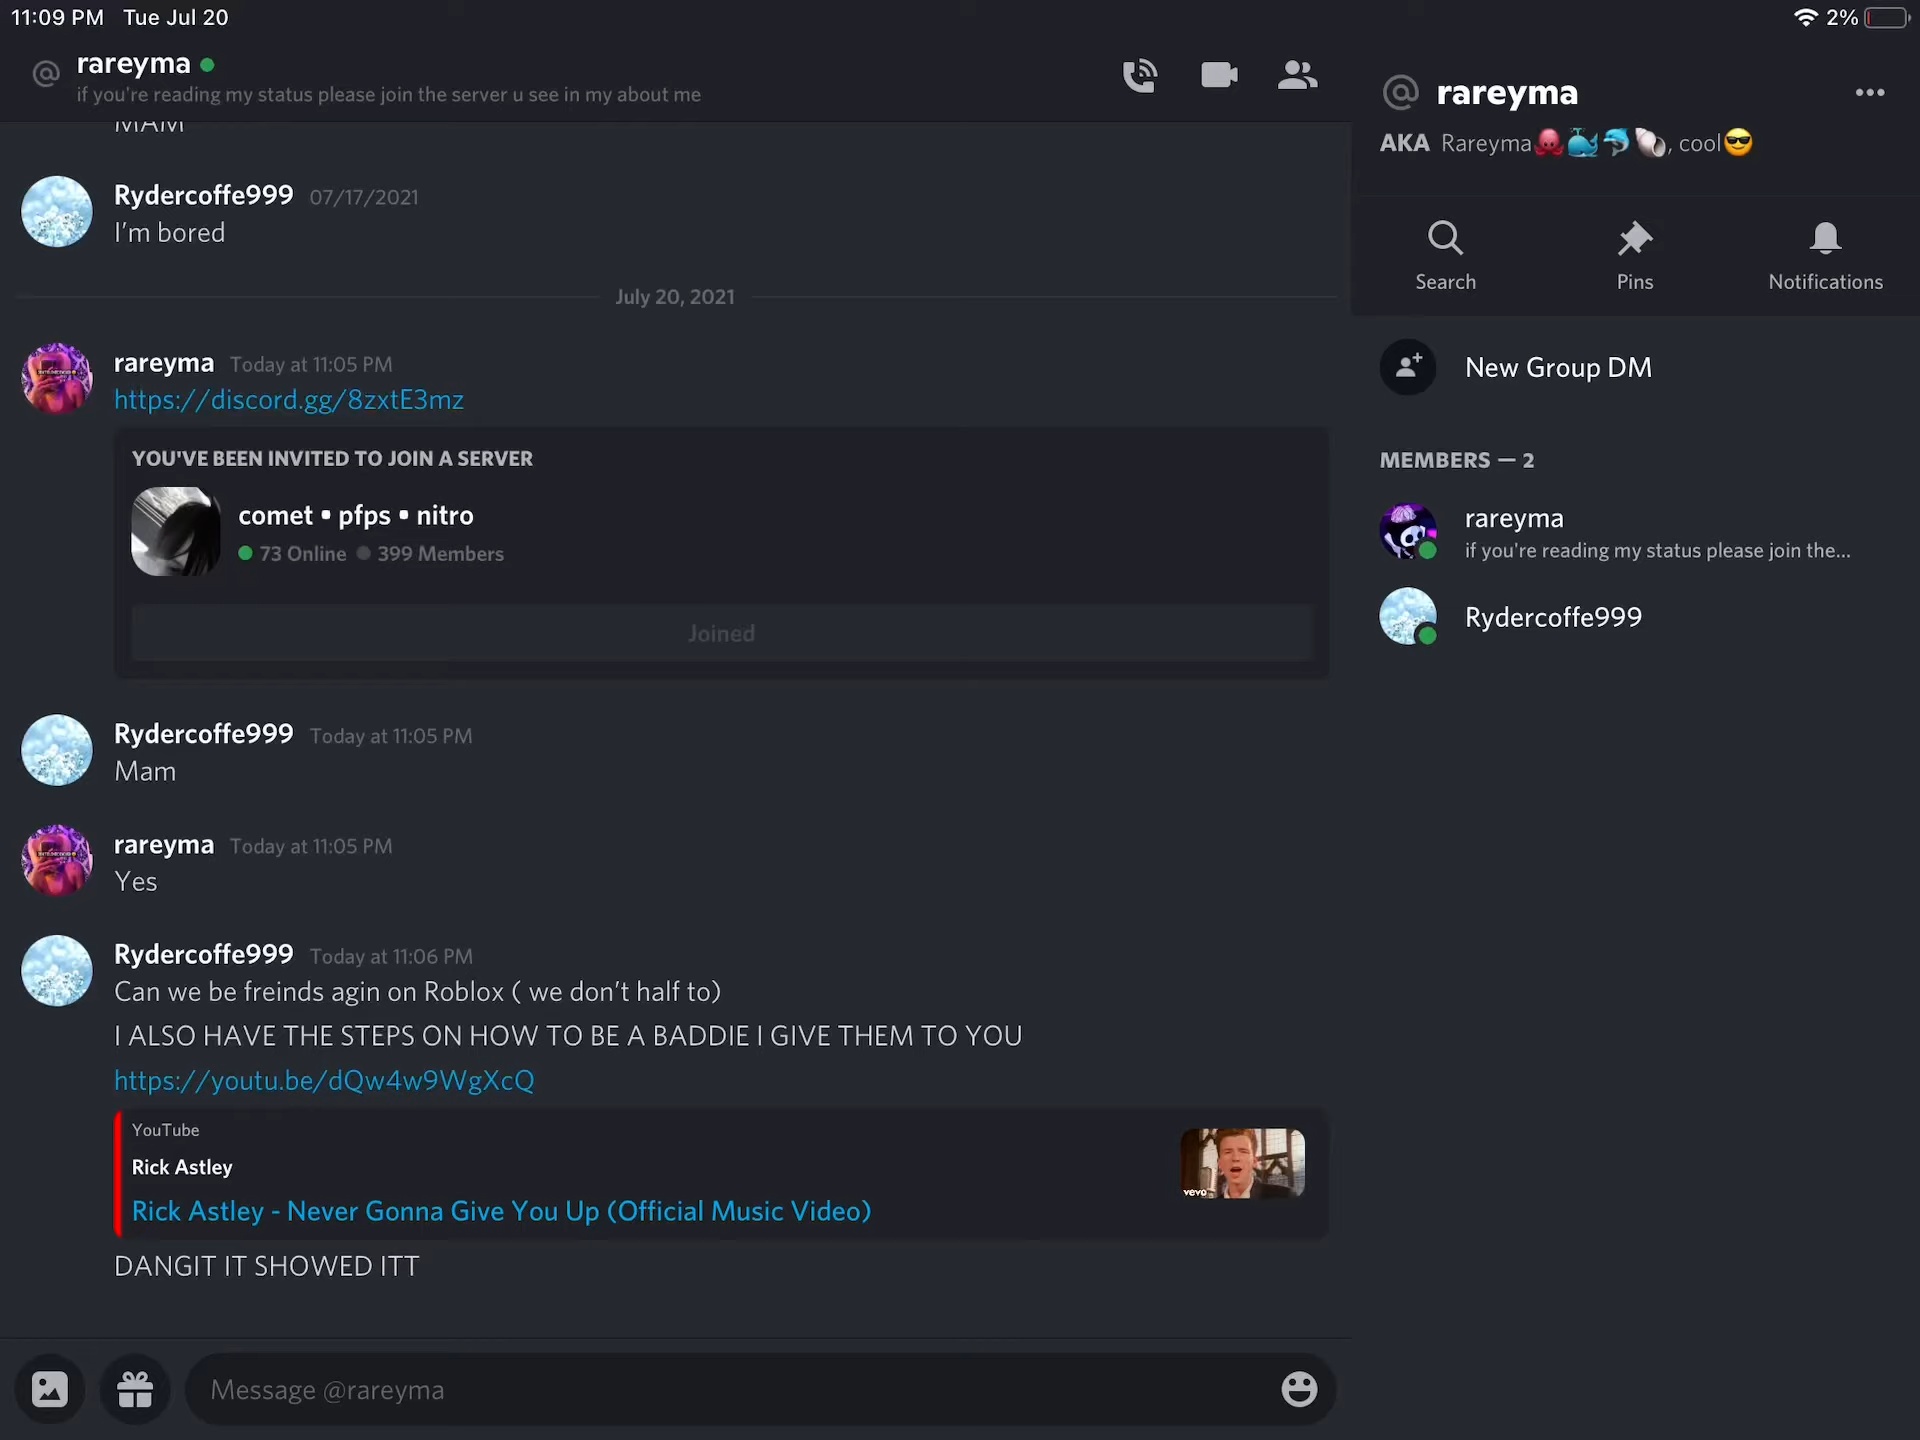 11:09 PM Tue Jul 20
2%
@ rareyma
if you're reading my status please join the server u see in my about me
MAM
Rydercoffe999 07/17/2021
I'm bored
July 20, 2021
rareyma Today at 11:05 PM
https://discord.gg/8zxtE3mz
YOU'VE BEEN INVITED TO JOIN A SERVER
comet • pfps • nitro
73 Online 399 Members
Joined
Rydercoffe999 Today at 11:05 PM
Mam
rareyma Today at 11:05 PM
Yes
Rydercoffe999 Today at 11:06 PM
Can we be freinds agin on Roblox ( we don't half to)
I ALSO HAVE THE STEPS ON HOW TO BE A BADDIE I GIVE THEM TO YOU
https://youtu.be/dQw4w9WgXcQ
YouTube
Rick Astley
Rick Astley - Never Gonna Give You Up (Official Music Video)
vevo
DANGIT IT SHOWED ITT
Message @rareyma
@ rareyma
AKA Rareyma🐙🐳🐬🐚, cool😎
Search
Pins
Notifications
New Group DM
MEMBERS — 2
rareyma
if you're reading my status please join the...
Rydercoffe999